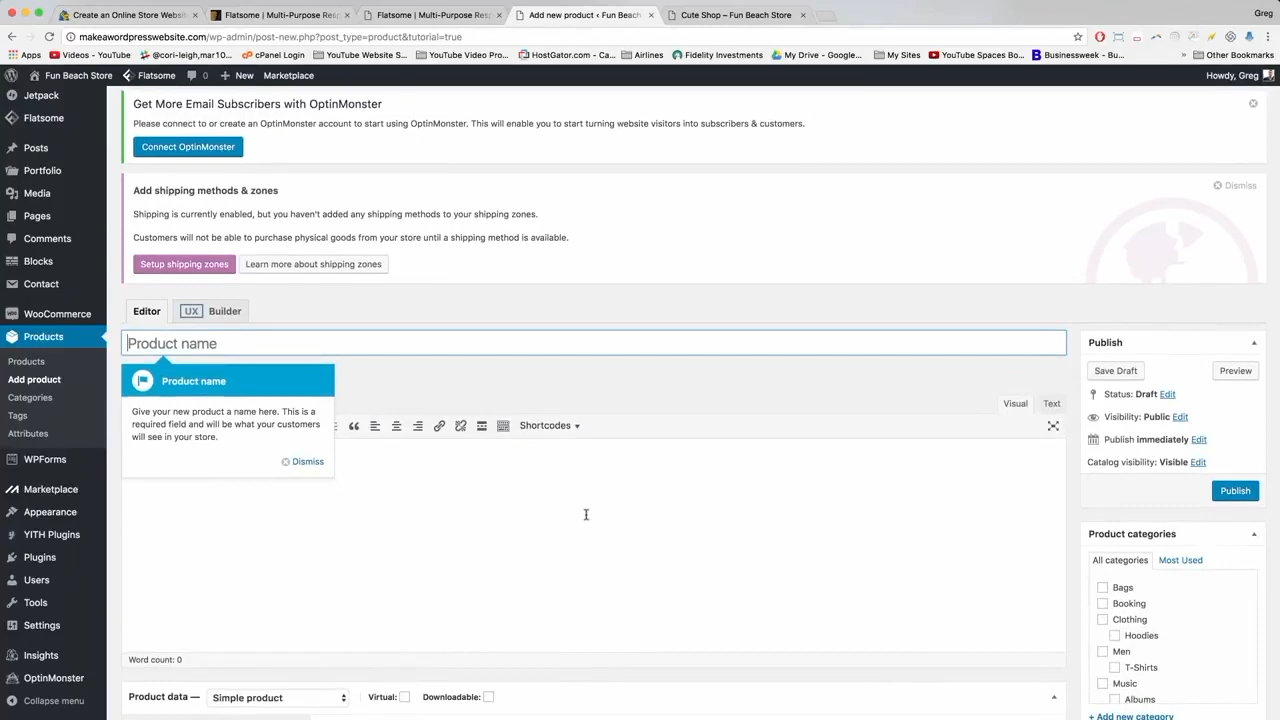 Create an Online Store Websit
Flatsome | Multi-Purpose Resp
Flatsome | Multi-Purpose Resp
Add new product ‹ Fun Beach
Cute Shop – Fun Beach Store
Greg
makeawordpresswebsite.com/wp-admin/post-new.php?post_type=product&tutorial=true
Apps
Videos - YouTube
@cori-leigh,mar10...
cPanel Login
YouTube Website S...
YouTube Video Pro...
HostGator.com - Ca...
Airlines
Fidelity Investments
My Drive - Google...
My Sites
YouTube Spaces Bo...
Businessweek - Bu...
»
Other Bookmarks
Fun Beach Store
Flatsome
0
+ New
Marketplace
Howdy, Greg
Jetpack
Flatsome
Posts
Portfolio
Media
Pages
Comments
Blocks
Contact
WooCommerce
Products
Products
Add product
Categories
Tags
Attributes
WPForms
Marketplace
Appearance
YITH Plugins
Plugins
Users
Tools
Settings
Insights
OptinMonster
Collapse menu
Get More Email Subscribers with OptinMonster
Please connect to or create an OptinMonster account to start using OptinMonster. This will enable you to start turning website visitors into subscribers & customers.
Connect OptinMonster
Add shipping methods & zones
Dismiss
Shipping is currently enabled, but you haven't added any shipping methods to your shipping zones.
Customers will not be able to purchase physical goods from your store until a shipping method is available.
Setup shipping zones
Learn more about shipping zones
Editor
UX Builder
Product name
Product name
Give your new product a name here. This is a
required field and will be what your customers
will see in your store.
Dismiss
Visual
Text
Shortcodes
Word count: 0
Product data —
Simple product
Virtual:
Downloadable:
Publish
Save Draft
Preview
Status: Draft Edit
Visibility: Public Edit
Publish immediately Edit
Catalog visibility: Visible Edit
Publish
Product categories
All categories
Most Used
Bags
Booking
Clothing
Hoodies
Men
T-Shirts
Music
Albums
+ Add new category